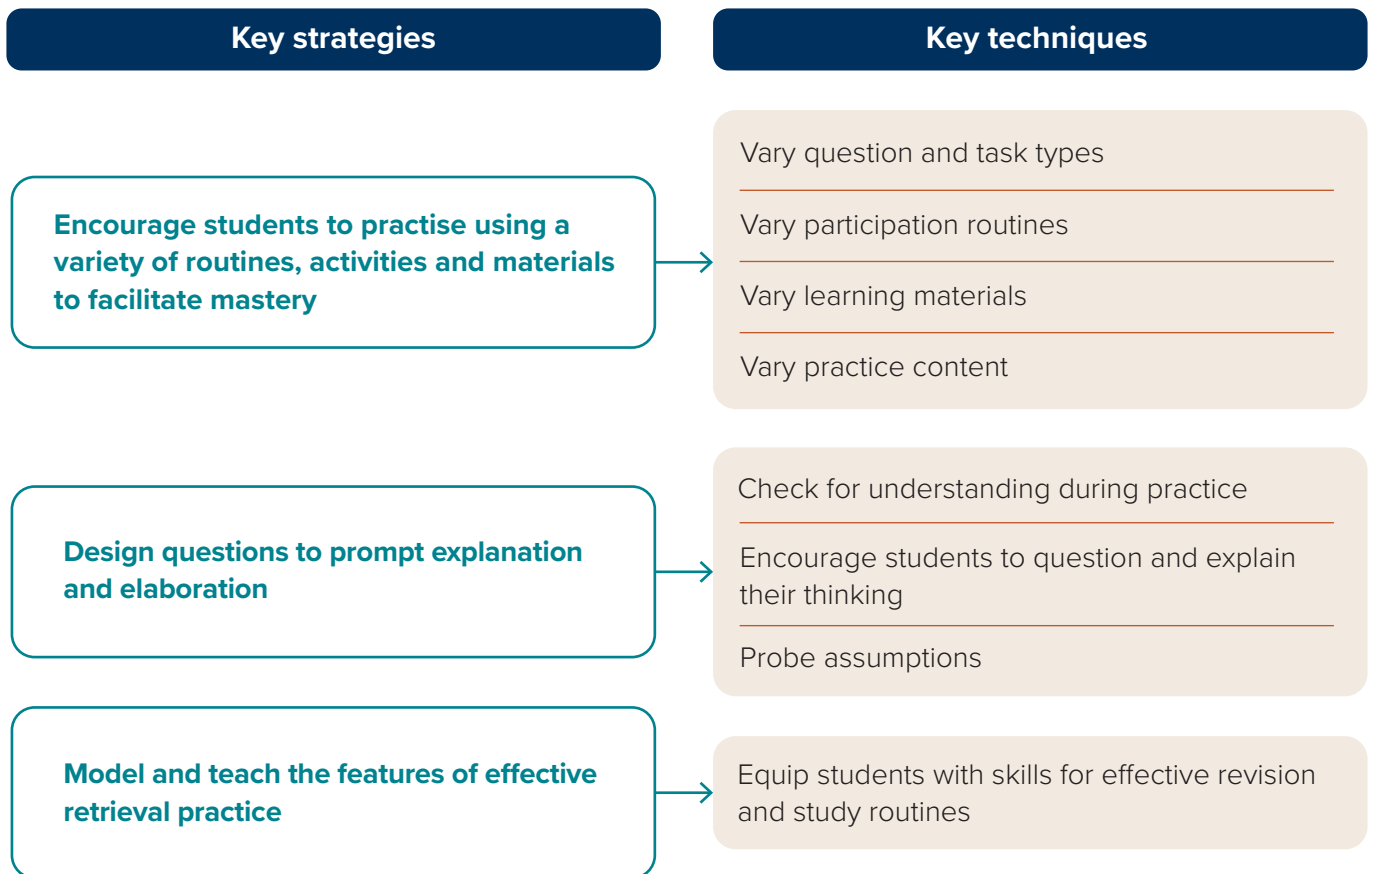 Key strategies
Key techniques
Encourage students to practise using a
variety of routines, activities and materials
to facilitate mastery
Vary question and task types
Vary participation routines
Vary learning materials
Vary practice content
Design questions to prompt explanation
and elaboration
Check for understanding during practice
Encourage students to question and explain
their thinking
Probe assumptions
Model and teach the features of effective
retrieval practice
Equip students with skills for effective revision
and study routines